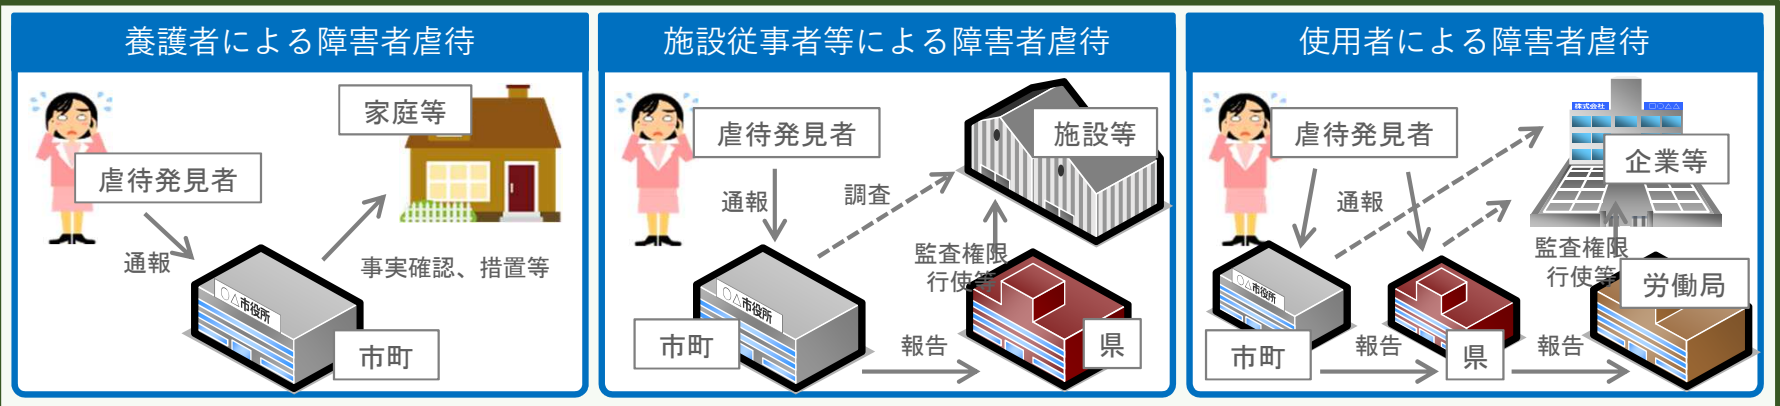 養護者による障害者虐待
家庭等
虐待発見者
通報
事実確認、措置等
○△市役所
市町
施設従事者等による障害者虐待
虐待発見者
施設等
通報
調査
監査権限
行使等
○△市役所
市町
報告
県
使用者による障害者虐待
株式会社 □○△△
虐待発見者
企業等
通報
監査権限
行使等
労働局
○△市役所
市町
報告
県
報告